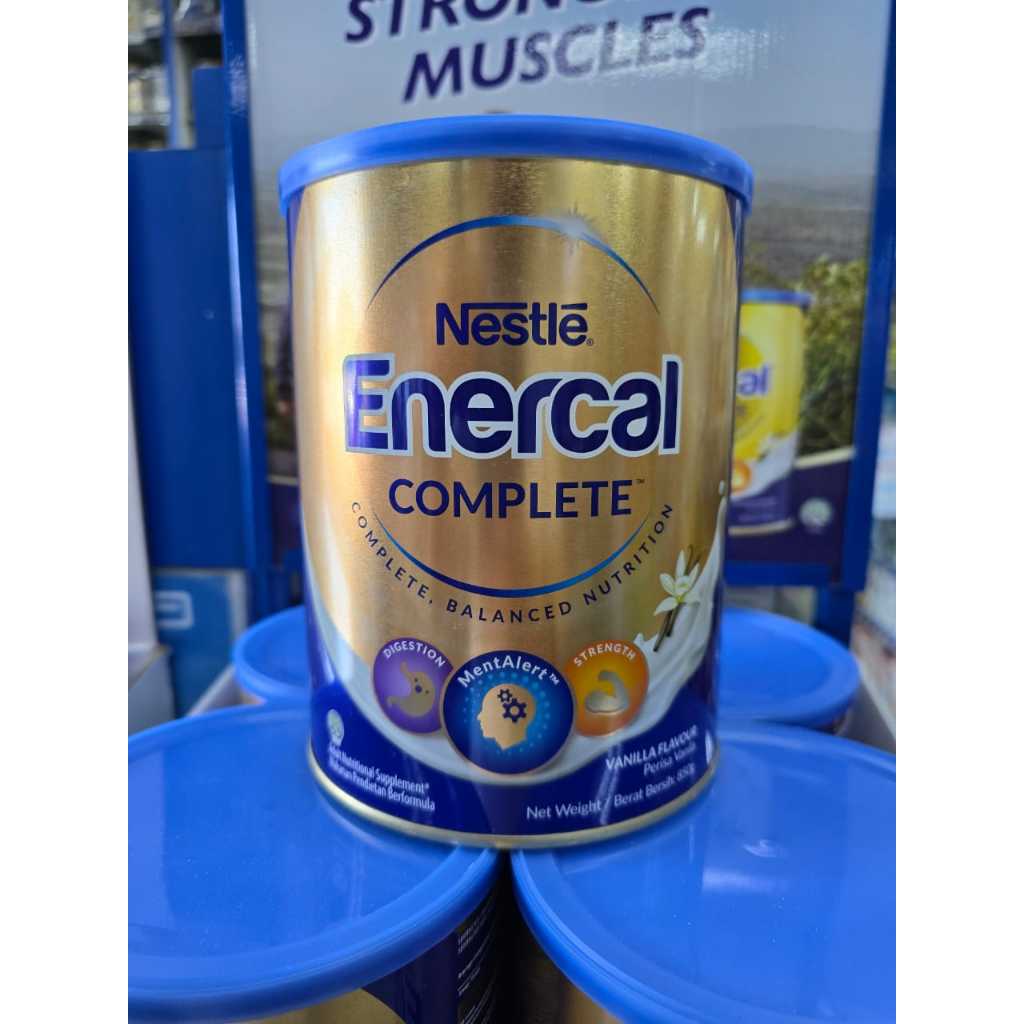 STRONG
MUSCLES
Nestlé®
Enercal
COMPLETE™
COMPLETE, BALANCED NUTRITION
DIGESTION
MentAlert™
STRENGTH
VANILLA FLAVOUR
Perisa Vanila
Nutritional Supplement*
Makanan Pendietan Berformula
Net Weight / Berat Bersih: 850g
al